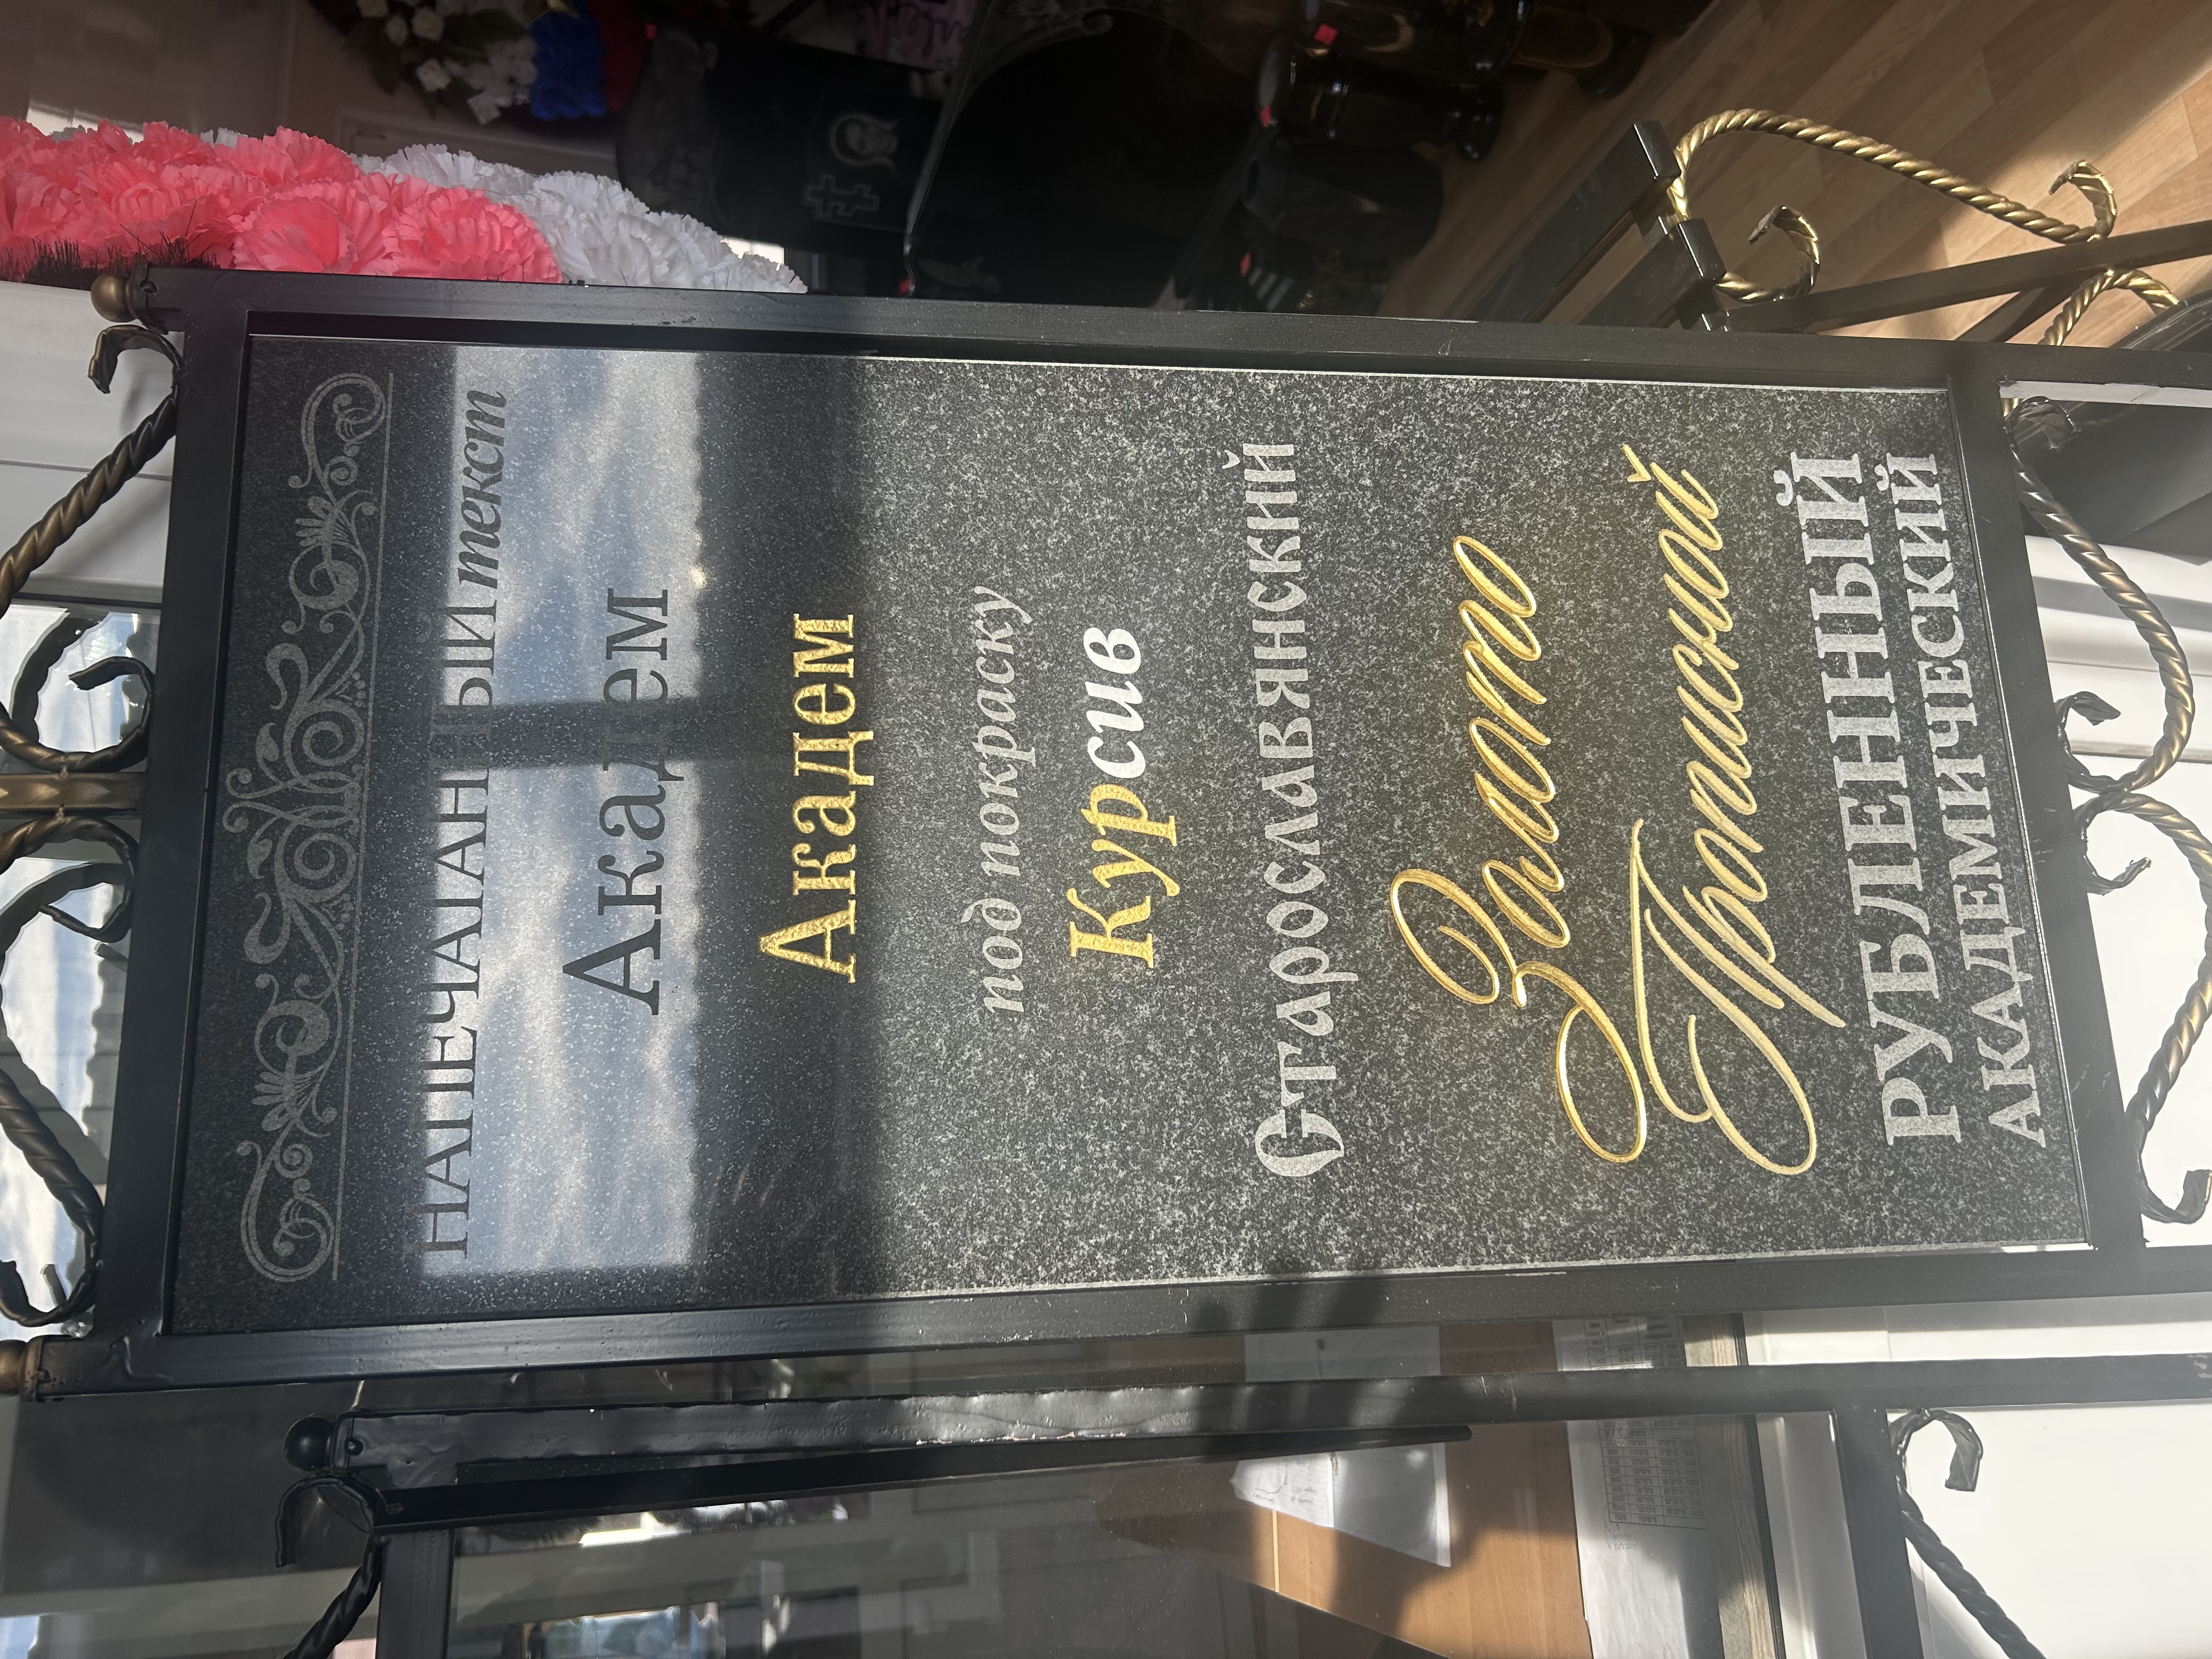 НАПЕЧАТАННЫЙ текст
Академ
Академ
под покраску
Курсив
Старославянский
Золото
Прописной
РУБЛЕННЫЙ
АКАДЕМИЧЕСКИЙ